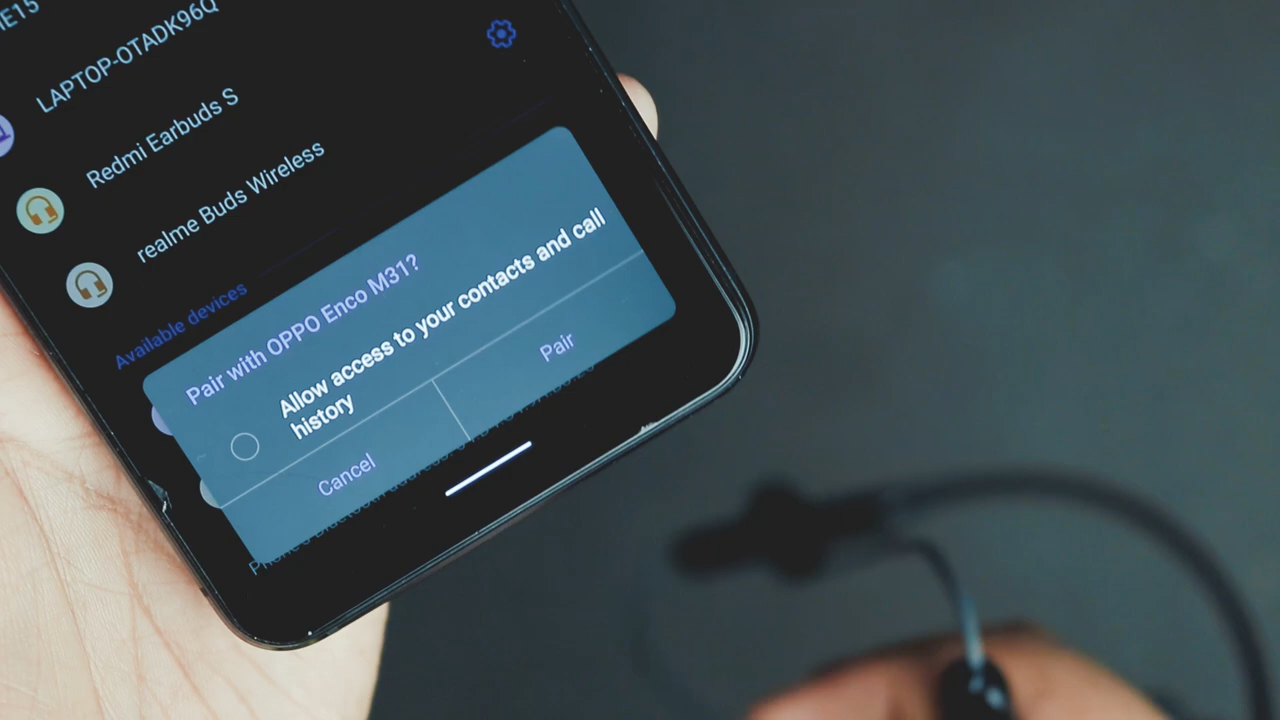 LAPTOP-OTADK96Q
Redmi Earbuds S
realme Buds Wireless
Available devices
Pair with OPPO Enco M31?
Allow access to your contacts and call
history
Cancel
Pair